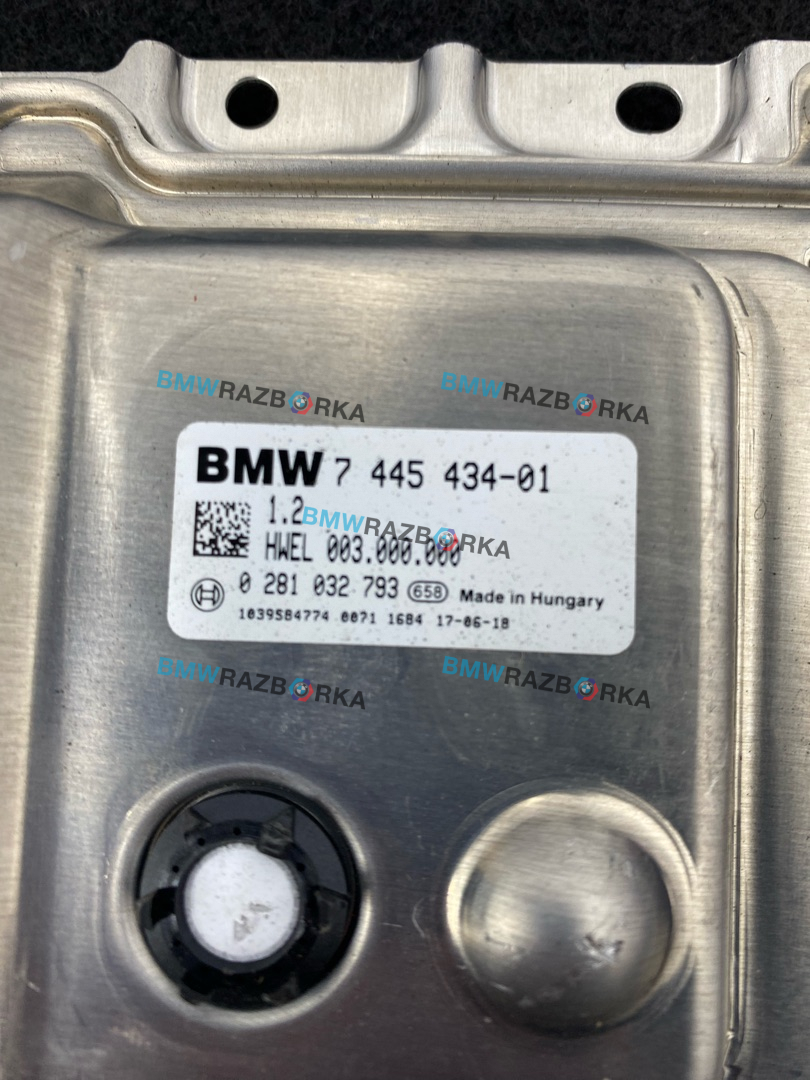 BMWRAZBORKA BMWRAZBORKA
BMW 7 445 434-01
1.2
BMWRAZBORKA
HWEL 003.000.000
0 281 032 793 658 Made in Hungary
1039S84774 0071 1684 17-06-18
BMWRAZBORKA BMWRAZBORKA